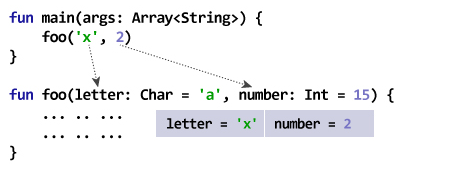 fun main(args: Array<String>) {
    foo('x', 2)
}
fun foo(letter: Char = 'a', number: Int = 15) {
    ... .. ...
    ... .. ...
letter = 'x' number = 2
}